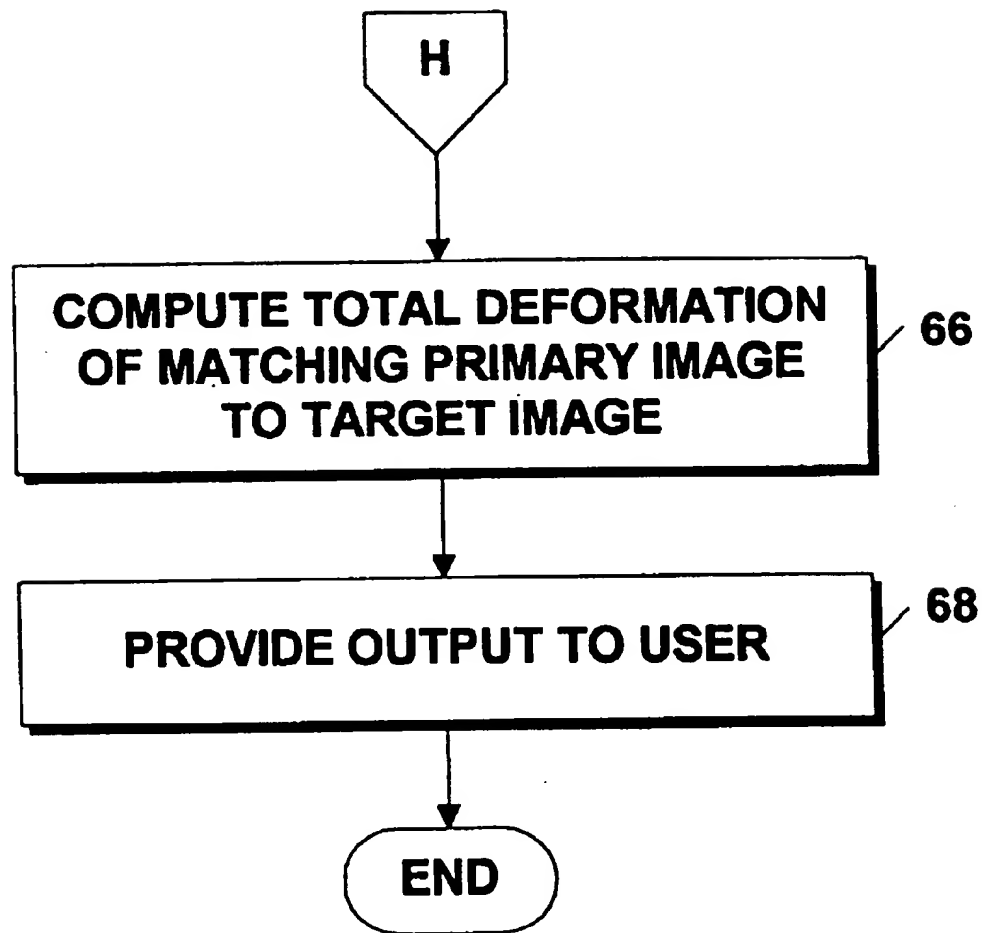 H
COMPUTE TOTAL DEFORMATION
OF MATCHING PRIMARY IMAGE
TO TARGET IMAGE
66
PROVIDE OUTPUT TO USER
68
END